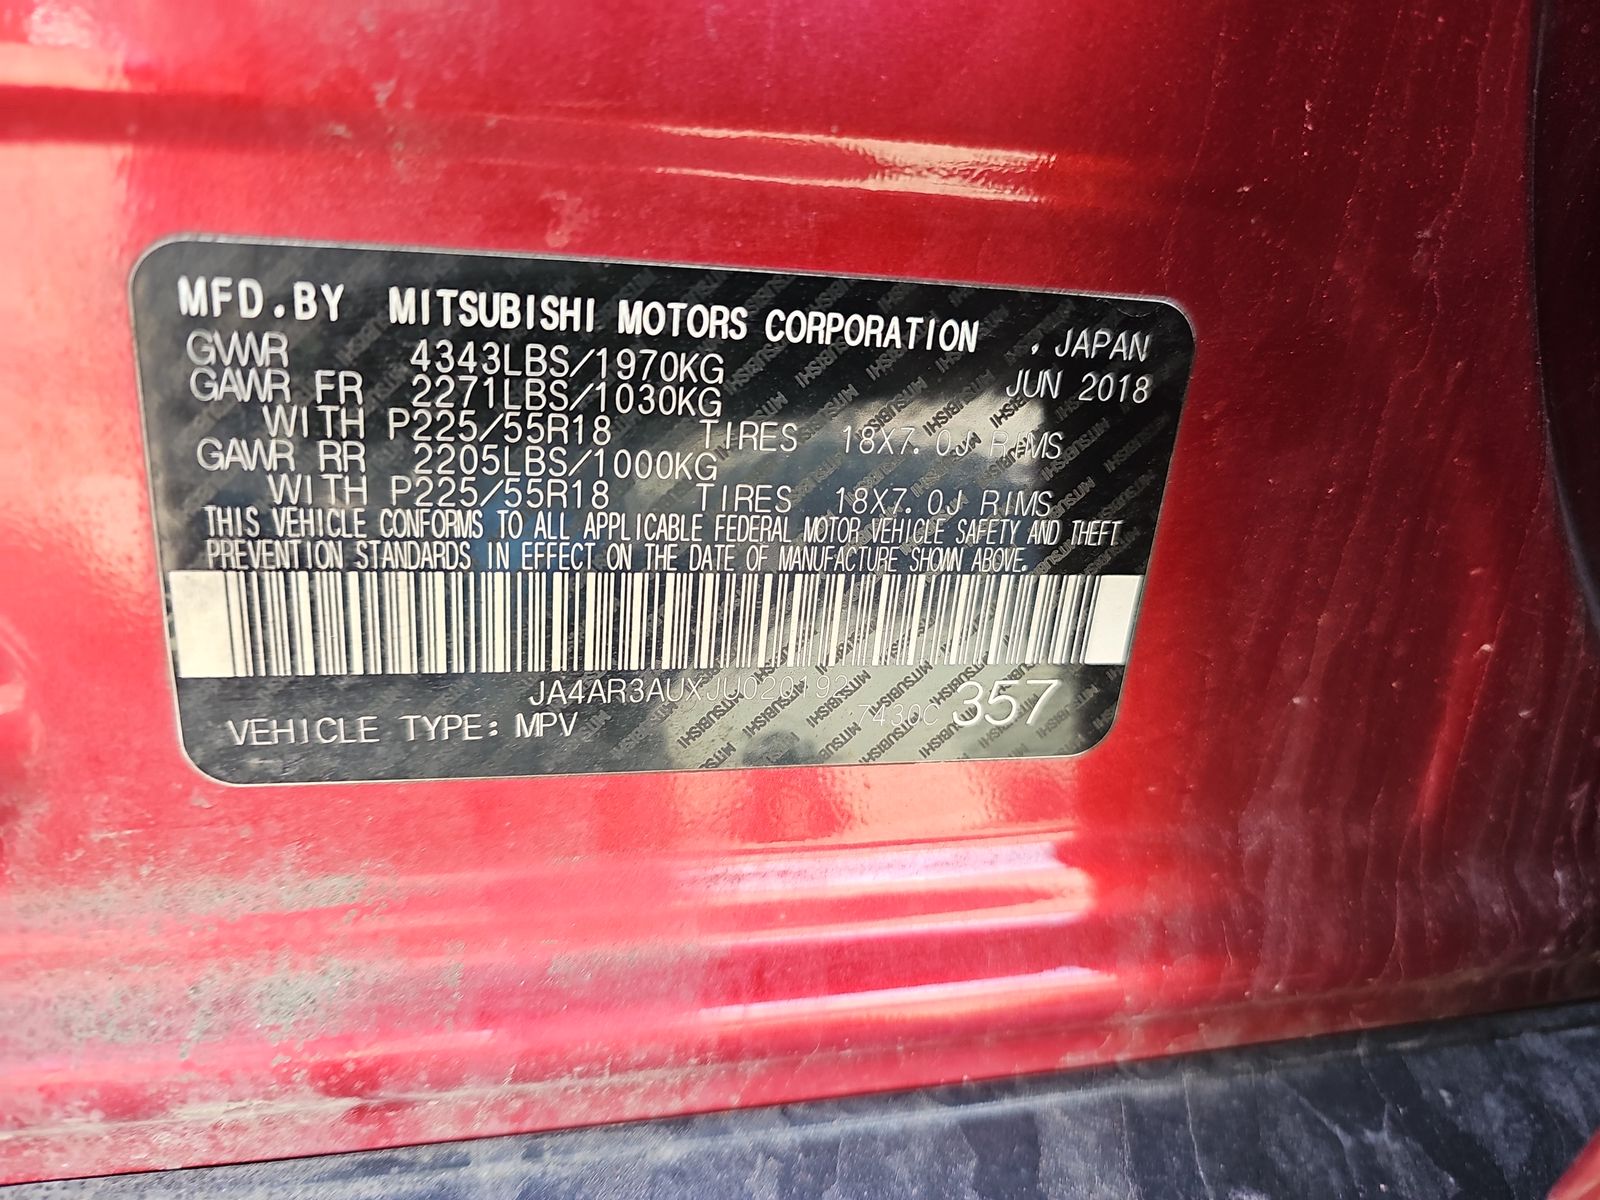 MFD.BY MITSUBISHI MOTORS CORPORATION , JAPAN
GVWR 4343LBS/1970KG JUN 2018
GAWR FR 2271LBS/1030KG
WITH P225/55R18 TIRES 18X7.0J RIMS
GAWR RR 2205LBS/1000KG
WITH P225/55R18 TIRES 18X7.0J RIMS
THIS VEHICLE CONFORMS TO ALL APPLICABLE FEDERAL MOTOR VEHICLE SAFETY AND THEFT
PREVENTION STANDARDS IN EFFECT ON THE DATE OF MANUFACTURE SHOWN ABOVE.
JA4AR3AUXJU020192
VEHICLE TYPE: MPV 7430C 357